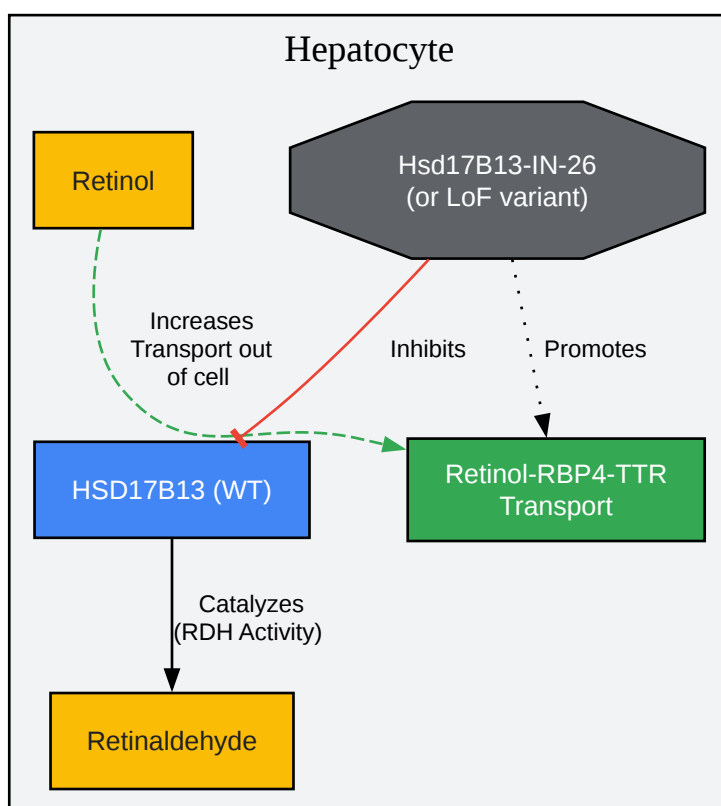 Hepatocyte
Retinol
Hsd17B13-IN-26
(or LoF variant)
Increases
Transport out
of cell
Inhibits
Promotes
HSD17B13 (WT)
Retinol-RBP4-TTR
Transport
Catalyzes
(RDH Activity)
Retinaldehyde